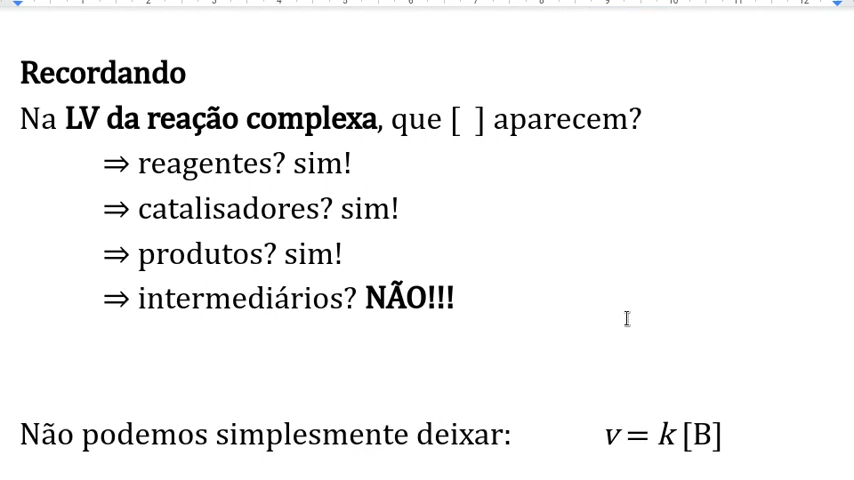 Recordando
Na LV da reação complexa, que [ ] aparecem?
⇒ reagentes? sim!
⇒ catalisadores? sim!
⇒ produtos? sim!
⇒ intermediários? NÃO!!!
Não podemos simplesmente deixar: v = k [B]